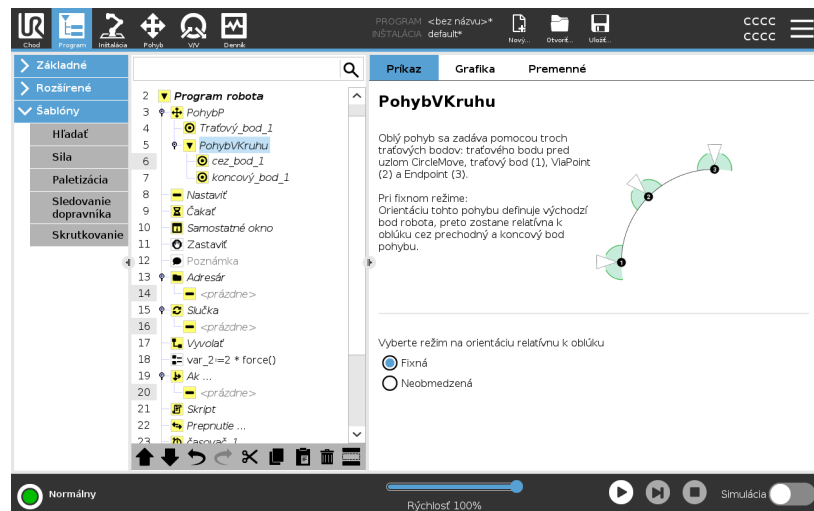 PROGRAM <bez názvu>*
INŠTALÁCIA default*
Chod Program Inštalácia Pohyb V/V Denník
Nový... Otvoriť... Uložiť...
CCCC
CCCC
Základné
Rozšírené
Šablóny
Hľadať
Sila
Paletizácia
Sledovanie
dopravníka
Skrutkovanie
2 Program robota
3 PohybP
4 Traťový_bod_1
5 PohybVKruhu
6 cez_bod_1
7 koncový_bod_1
8 Nastaviť
9 Čakať
10 Samostatné okno
11 Zastaviť
12 Poznámka
13 Adresár
14 <prázdne>
15 Slučka
16 <prázdne>
17 Vyvolať
18 var_2≔2 * force()
19 Ak ...
20 <prázdne>
21 Skript
22 Prepnutie ...
23 časovač_1
Príkaz Grafika Premenné
PohybVKruhu
Oblý pohyb sa zadáva pomocou troch
traťových bodov: traťového bodu pred
uzlom CircleMove, traťový bod (1), ViaPoint
(2) a Endpoint (3).
Pri fixnom režime:
Orientáciu tohto pohybu definuje východzí
bod robota, preto zostane relatívna k
oblúku cez prechodný a koncový bod
pohybu.
3
2
1
Vyberte režim na orientáciu relatívnu k oblúku
Fixná
Neobmedzená
Normálny
Rýchlosť 100%
Simulácia